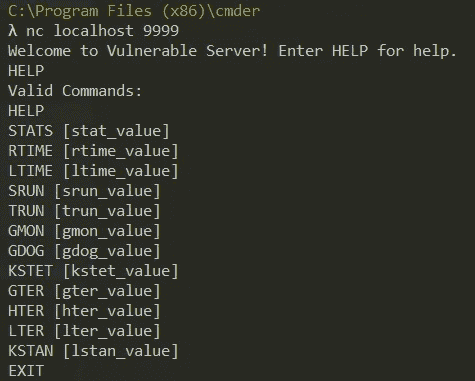 C:\Program Files (x86)\cmder
λ nc localhost 9999
Welcome to Vulnerable Server! Enter HELP for help.
HELP
Valid Commands:
HELP
STATS [stat_value]
RTIME [rtime_value]
LTIME [ltime_value]
SRUN [srun_value]
TRUN [trun_value]
GMON [gmon_value]
GDOG [gdog_value]
KSTET [kstet_value]
GTER [gter_value]
HTER [hter_value]
LTER [lter_value]
KSTAN [lstan_value]
EXIT